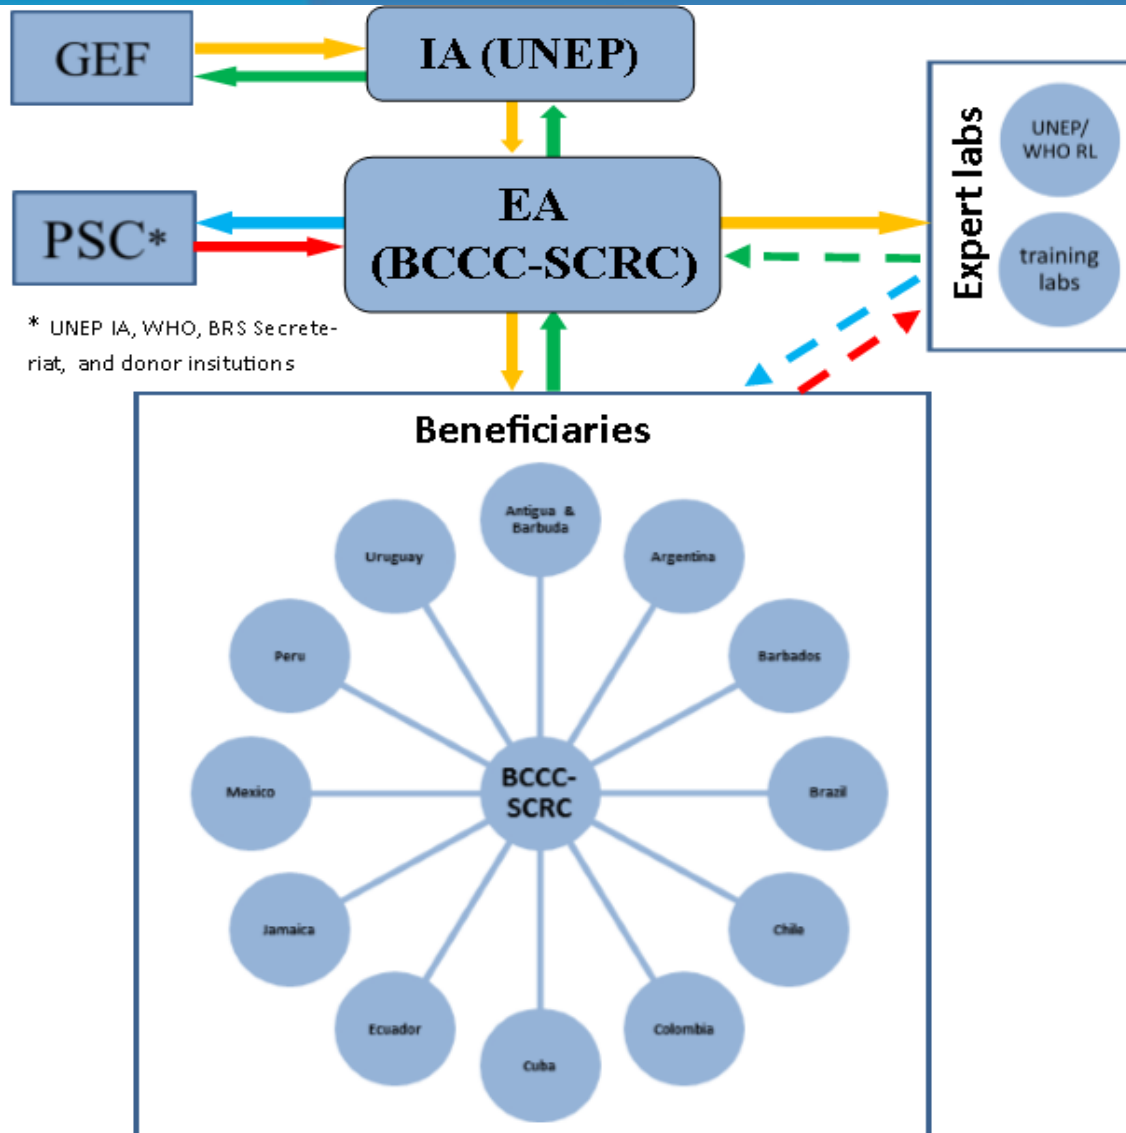 GEF
IA (UNEP)
PSC*
EA
(BCCC-SCRC)
Expert labs
UNEP/
WHO RL
training
labs
* UNEP IA, WHO, BRS Secrete-
riat, and donor insitutions
Beneficiaries
Antigua &
Barbuda
Argentina
Barbados
Brazil
Chile
Colombia
Cuba
Ecuador
Jamaica
Mexico
Peru
Uruguay
BCCC-
SCRC